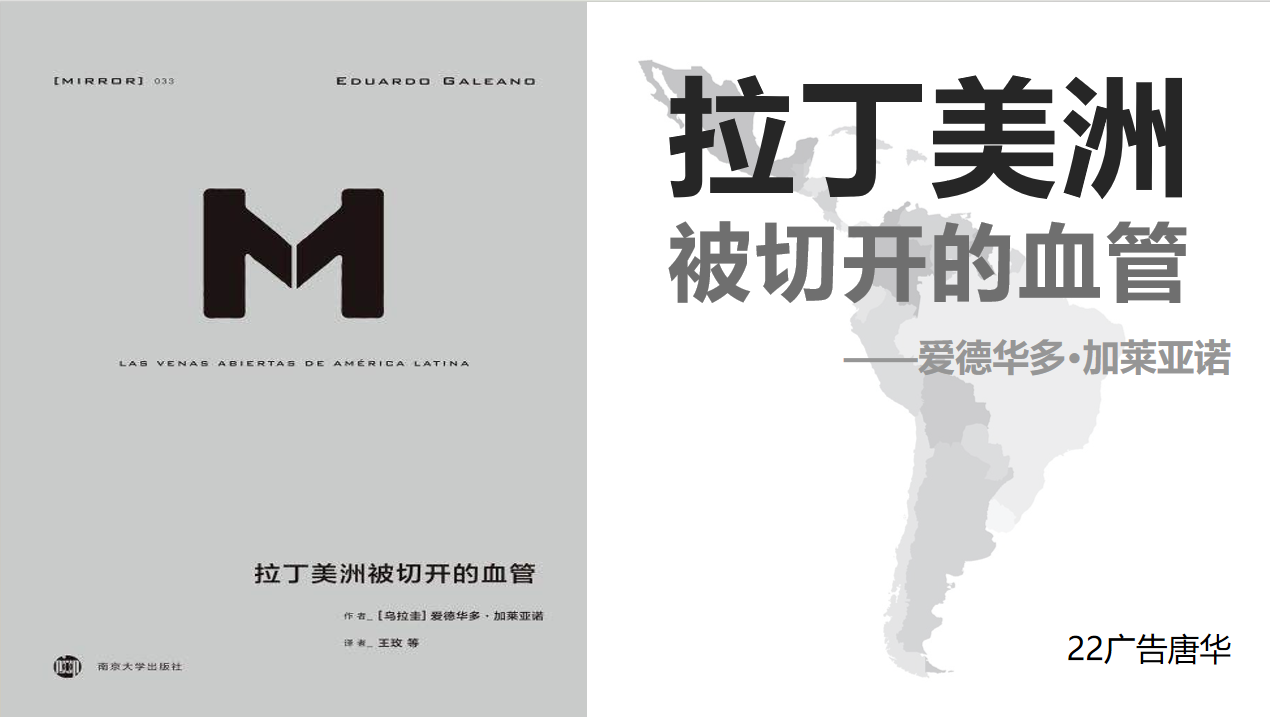 [MIRROR] 033
EDUARDO GALEANO
M
LAS VENAS ABIERTAS DE AMÉRICA LATINA
拉丁美洲被切开的血管
作者_ [乌拉圭] 爱德华多·加莱亚诺
译者_ 王玫 等
南京大学出版社
拉丁美洲
被切开的血管
——爱德华多•加莱亚诺
22广告唐华